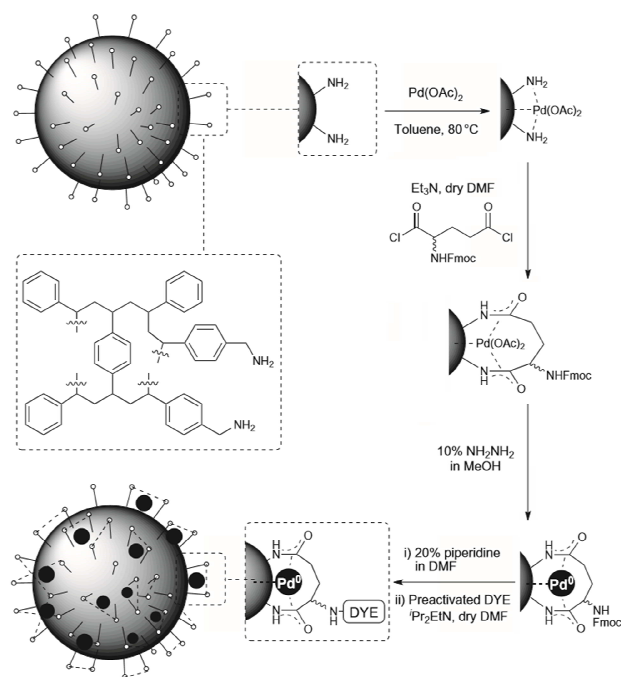 NH₂
NH₂
Pd(OAc)₂
Toluene, 80 °C
NH₂
Pd(OAc)₂
NH₂
Et₃N, dry DMF
O
O
Cl
Cl
NHFmoc
NH₂
NH₂
H
N
O
Pd(OAc)₂
N
H
O
NHFmoc
10% NH₂NH₂
in MeOH
H
N
O
Pd⁰
N
H
O
N
H
DYE
i) 20% piperidine
in DMF
ii) Preactivated DYE
ⁱPr₂EtN, dry DMF
H
N
O
Pd⁰
N
H
O
NH
Fmoc